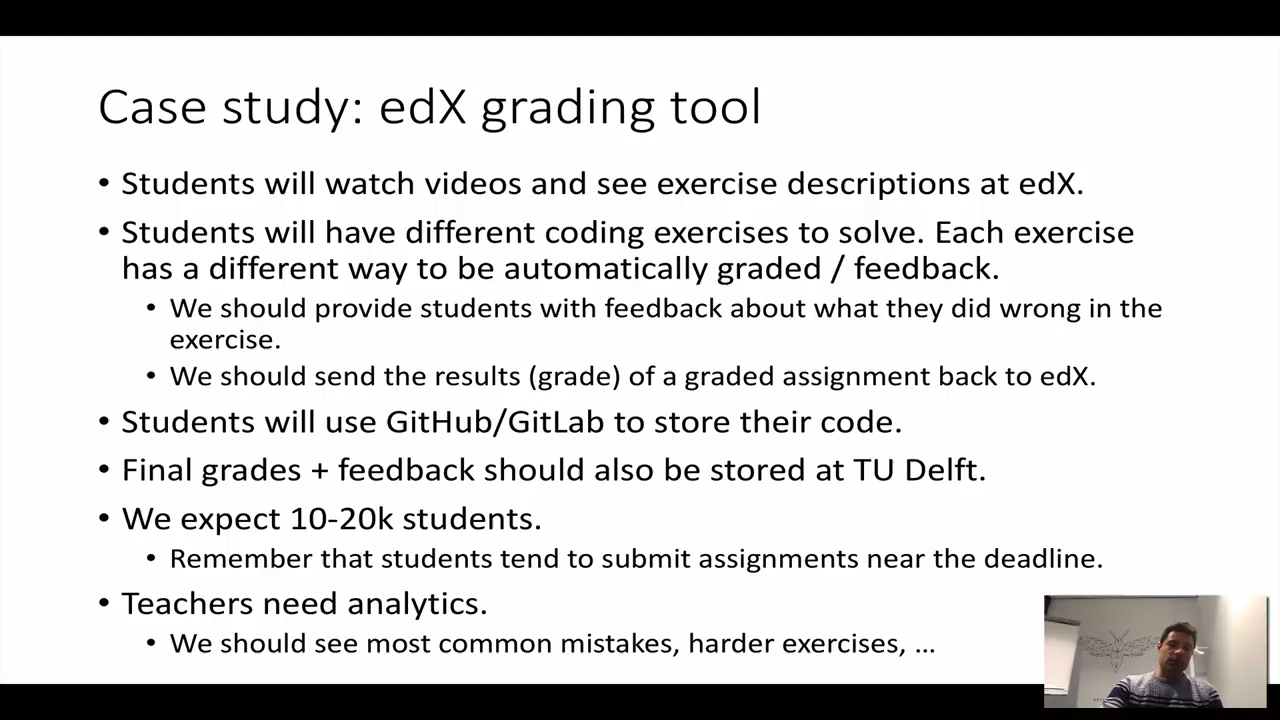 Case study: edX grading tool
• Students will watch videos and see exercise descriptions at edX.
• Students will have different coding exercises to solve. Each exercise
has a different way to be automatically graded / feedback.
• We should provide students with feedback about what they did wrong in the
exercise.
• We should send the results (grade) of a graded assignment back to edX.
• Students will use GitHub/GitLab to store their code.
• Final grades + feedback should also be stored at TU Delft.
• We expect 10-20k students.
• Remember that students tend to submit assignments near the deadline.
• Teachers need analytics.
• We should see most common mistakes, harder exercises, ...